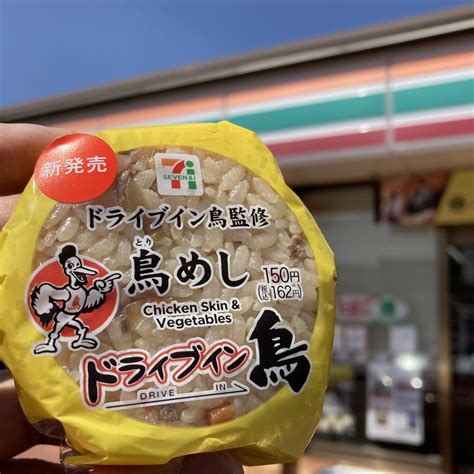 新発売
7
SEVEN&i
ドライブイン鳥監修
とり
鳥めし
150円
(税込162円)
Chicken Skin &
Vegetables
ドライブイン鳥
DRIVE IN